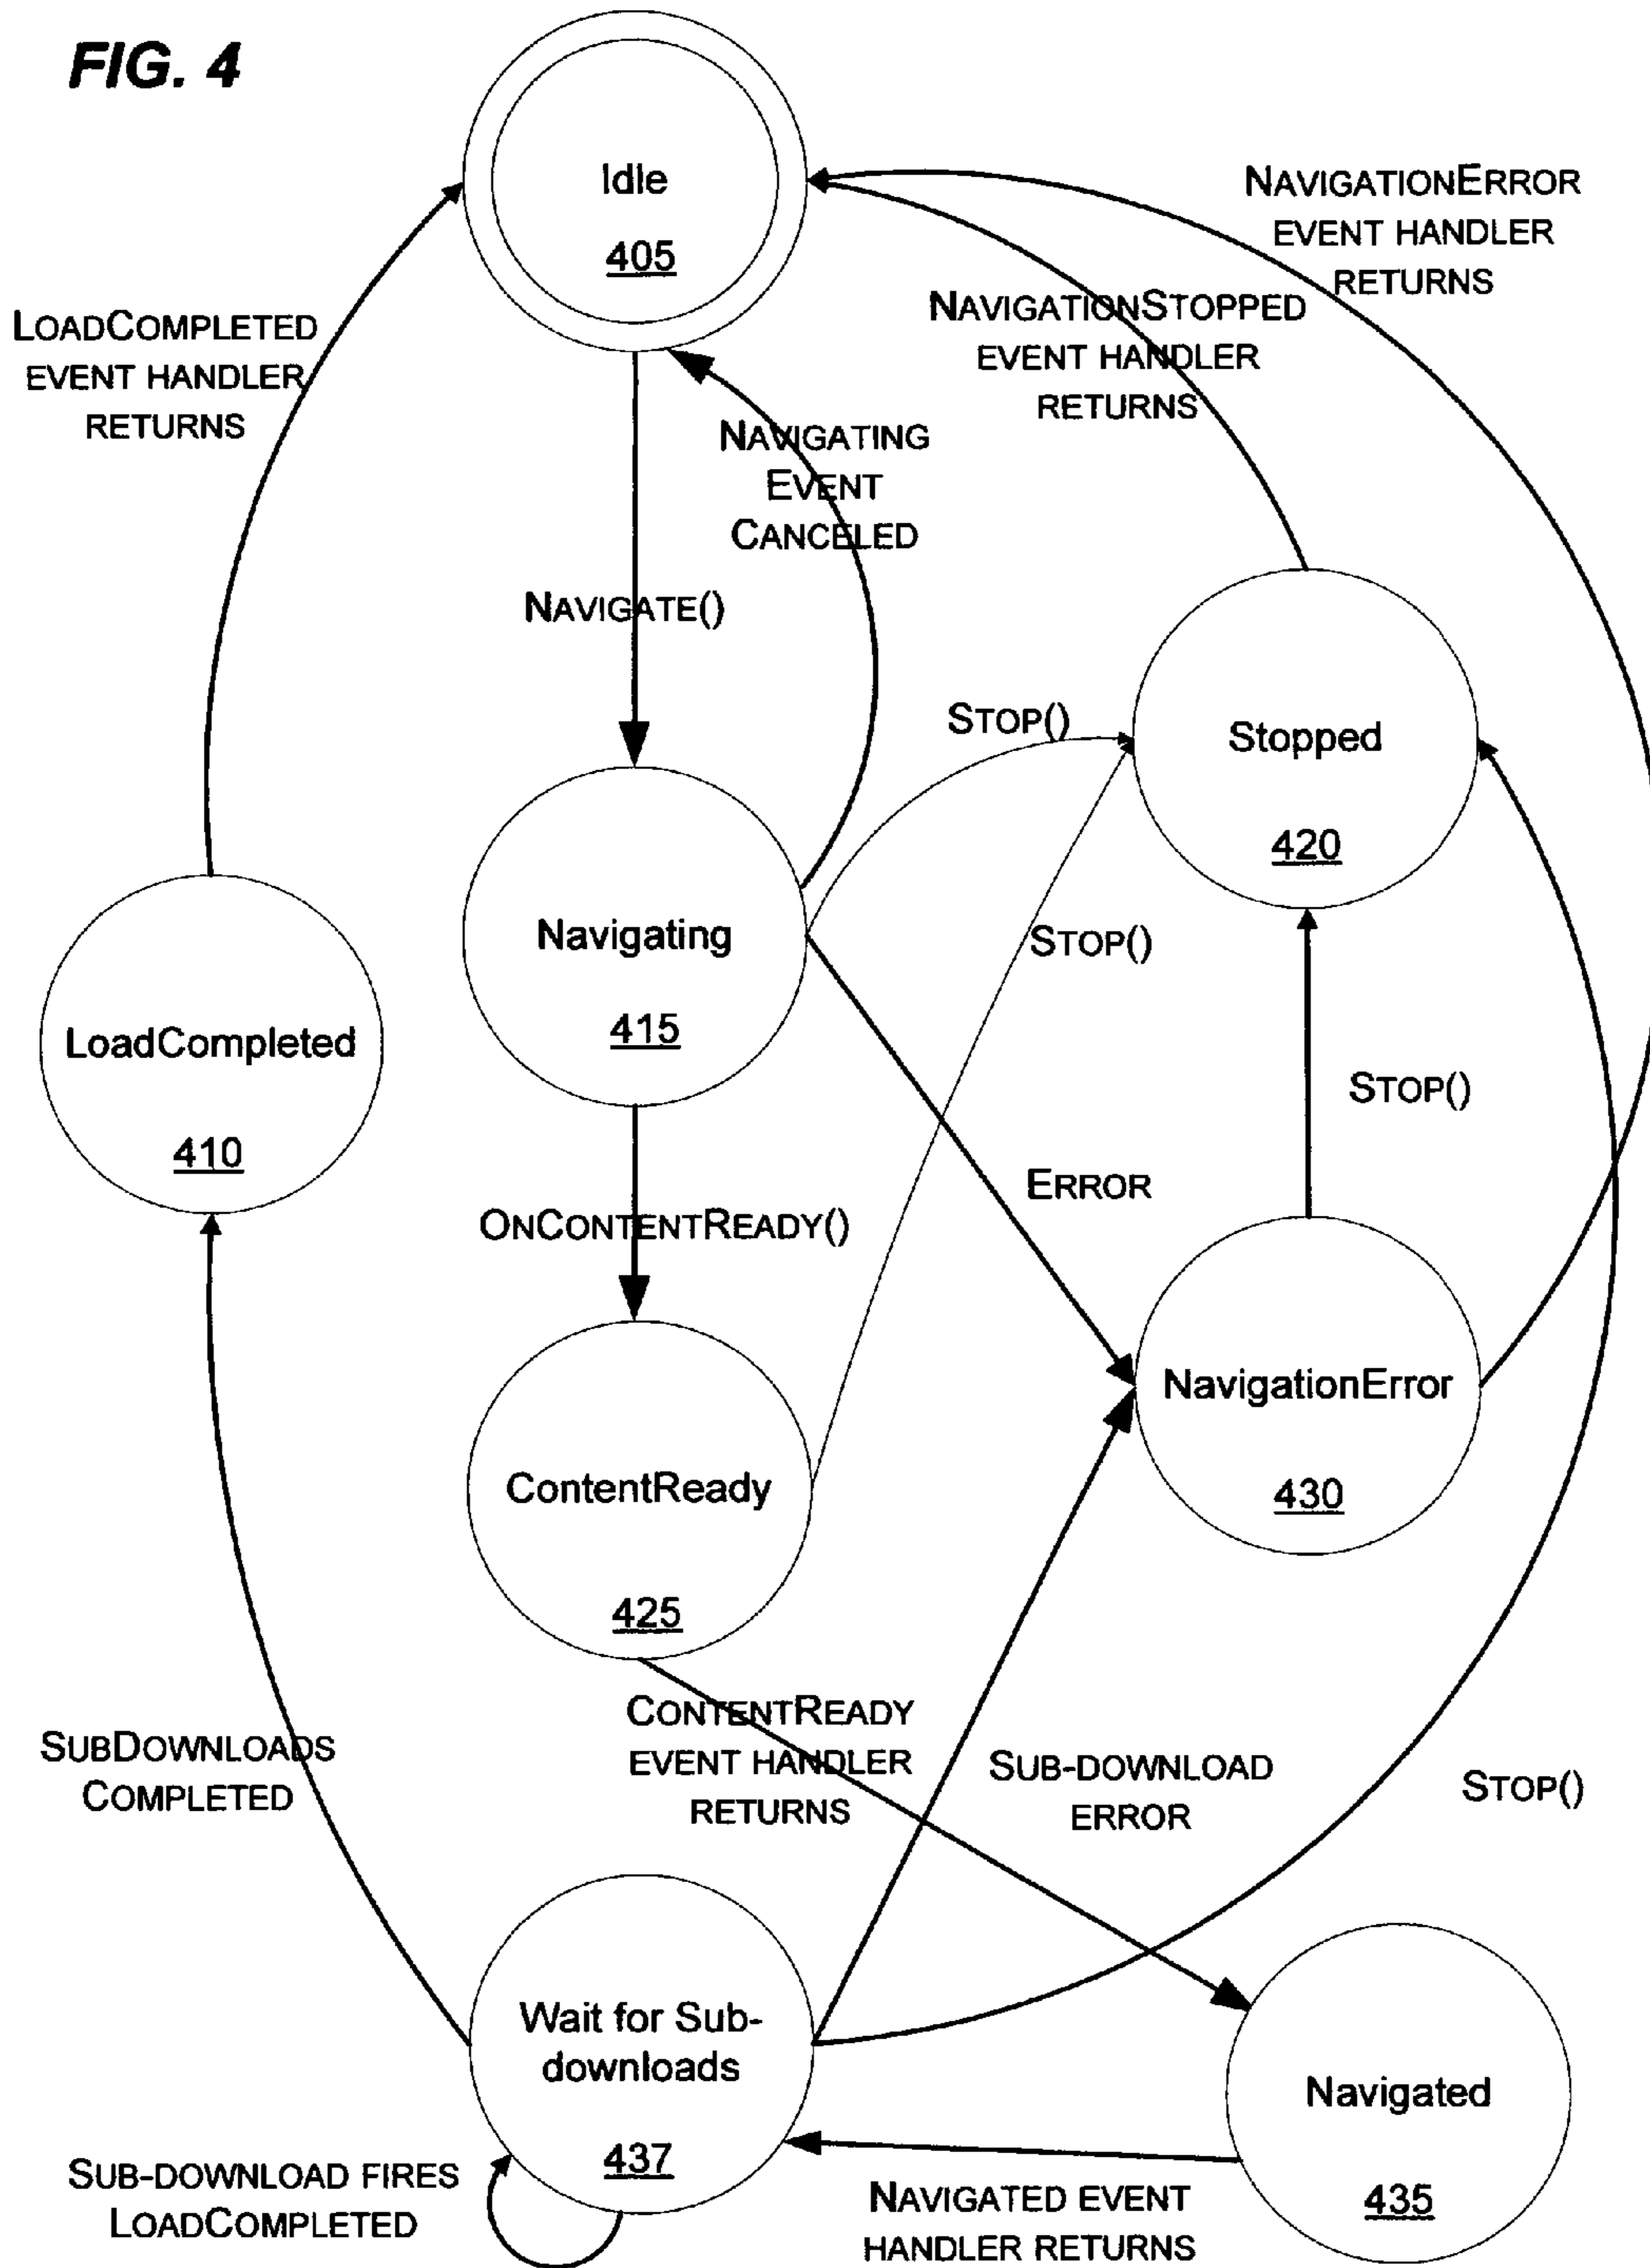 FIG. 4
Idle
405
NAVIGATIONERROR
EVENT HANDLER
RETURNS
NAVIGATIONSTOPPED
EVENT HANDLER
RETURNS
LOADCOMPLETED
EVENT HANDLER
RETURNS
NAVIGATING
EVENT
CANCELED
NAVIGATE()
STOP()
Stopped
420
Navigating
415
STOP()
LoadCompleted
410
STOP()
ERROR
ONCONTENTREADY()
NavigationError
430
ContentReady
425
CONTENTREADY
EVENT HANDLER
RETURNS
SUBDOWNLOADS
COMPLETED
SUB-DOWNLOAD
ERROR
STOP()
Wait for Sub-
downloads
437
Navigated
435
SUB-DOWNLOAD FIRES
LOADCOMPLETED
NAVIGATED EVENT
HANDLER RETURNS